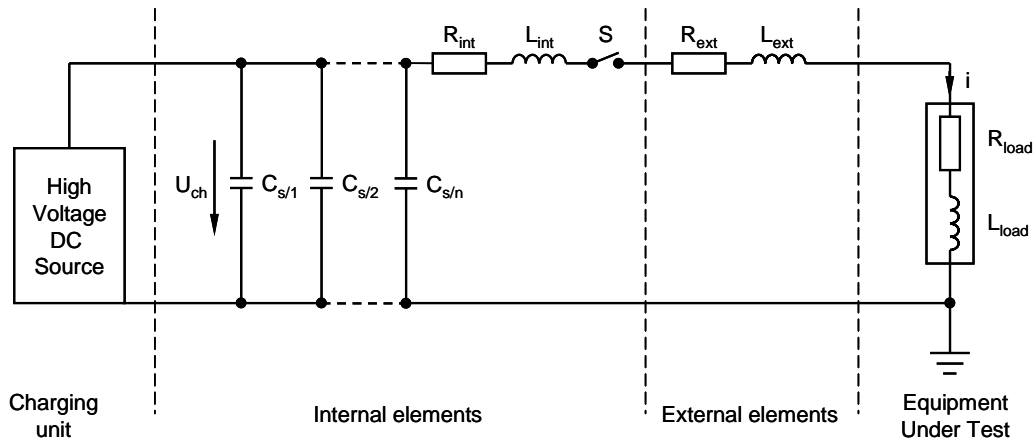 R_int
L_int
S
R_ext
L_ext
i
High
Voltage
DC
Source
U_ch
C_s/1
C_s/2
C_s/n
R_load
L_load
Charging
unit
Internal elements
External elements
Equipment
Under Test